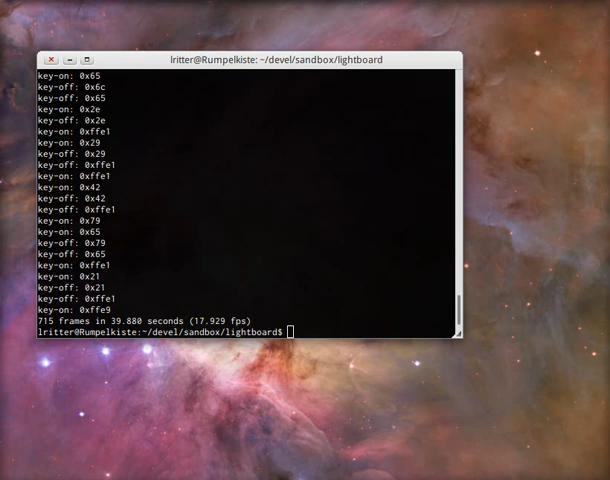 lritter@Rumpelkiste: ~/devel/sandbox/lightboard
key-on: 0x65
key-off: 0x6c
key-off: 0x65
key-on: 0x2e
key-off: 0x2e
key-on: 0xffe1
key-on: 0x29
key-off: 0x29
key-off: 0xffe1
key-on: 0xffe1
key-on: 0x42
key-off: 0x42
key-off: 0xffe1
key-on: 0x79
key-on: 0x65
key-off: 0x79
key-off: 0x65
key-on: 0xffe1
key-on: 0x21
key-off: 0x21
key-off: 0xffe1
key-on: 0xffe9
715 frames in 39.880 seconds (17.929 fps)
lritter@Rumpelkiste:~/devel/sandbox/lightboard$